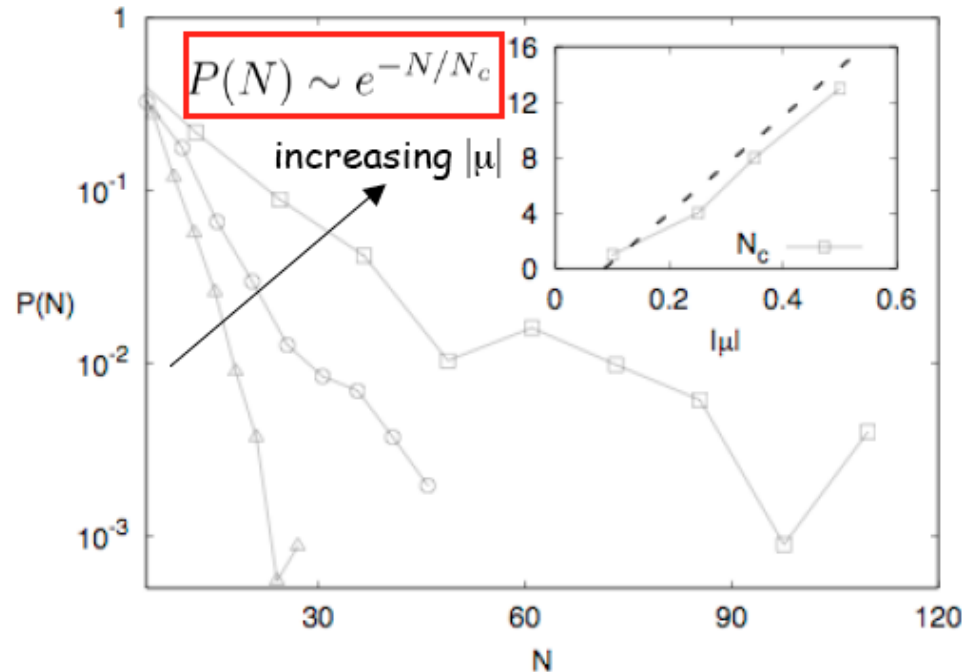 1
P(N) ∼ e^{-N/N_c}
increasing |μ|
10^{-1}
10^{-2}
10^{-3}
P(N)
30
60
90
120
N
16
12
8
4
0
N_c
0
0.2
0.4
0.6
|μ|